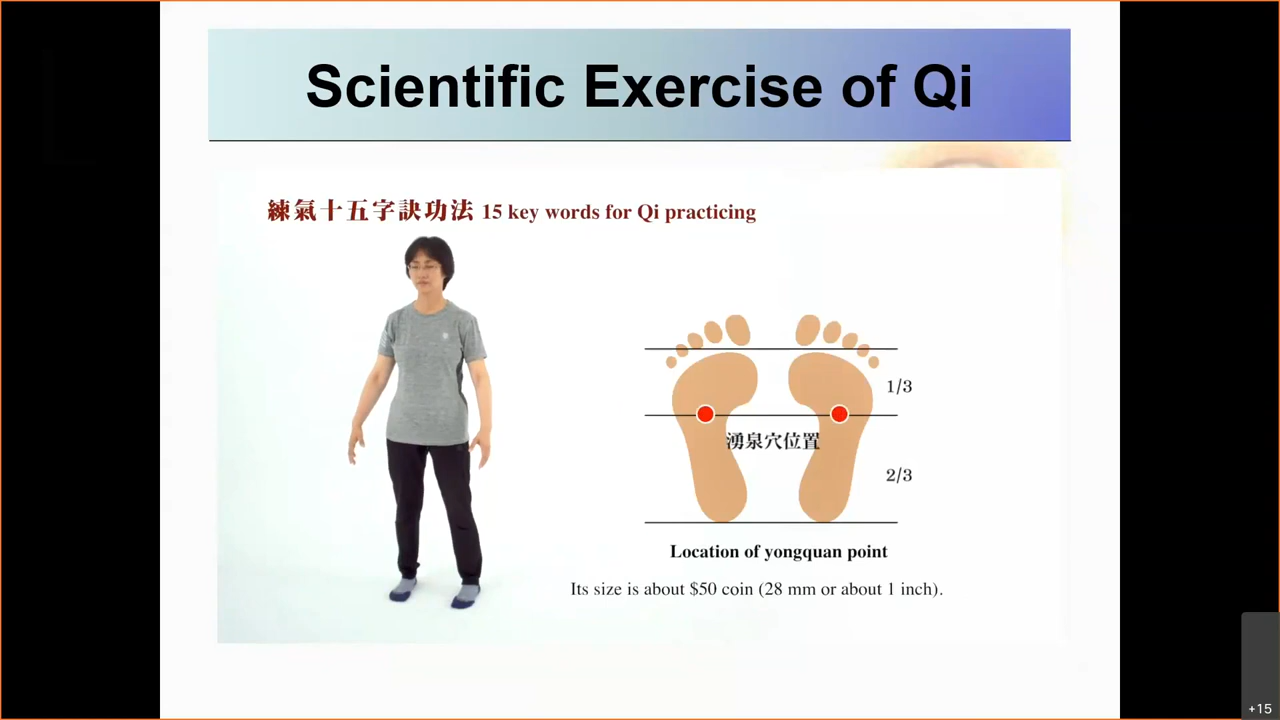 Scientific Exercise of Qi
練氣十五字訣功法 15 key words for Qi practicing
1/3
湧泉穴位置
2/3
Location of yongquan point
Its size is about $50 coin (28 mm or about 1 inch).
+15